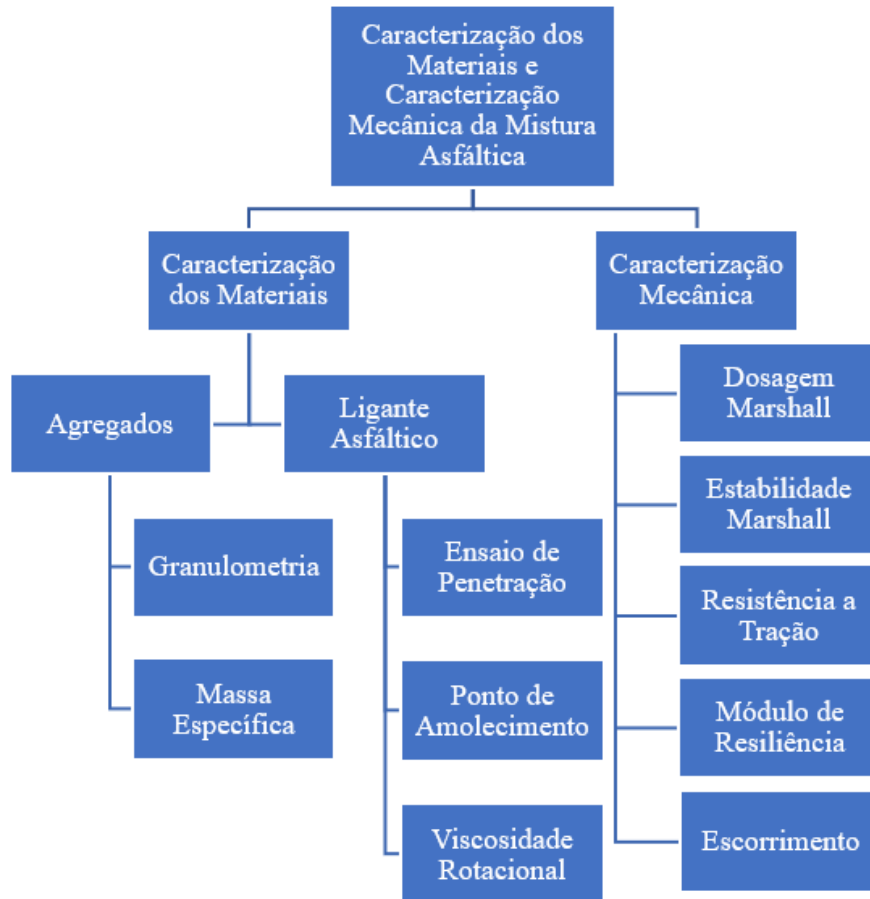 Caracterização dos
Materiais e
Caracterização
Mecânica da Mistura
Asfáltica
Caracterização
dos Materiais
Caracterização
Mecânica
Agregados
Ligante
Asfáltico
Granulometria
Massa
Específica
Ensaio de
Penetração
Ponto de
Amolecimento
Viscosidade
Rotacional
Dosagem
Marshall
Estabilidade
Marshall
Resistência a
Tração
Módulo de
Resiliência
Escorrimento